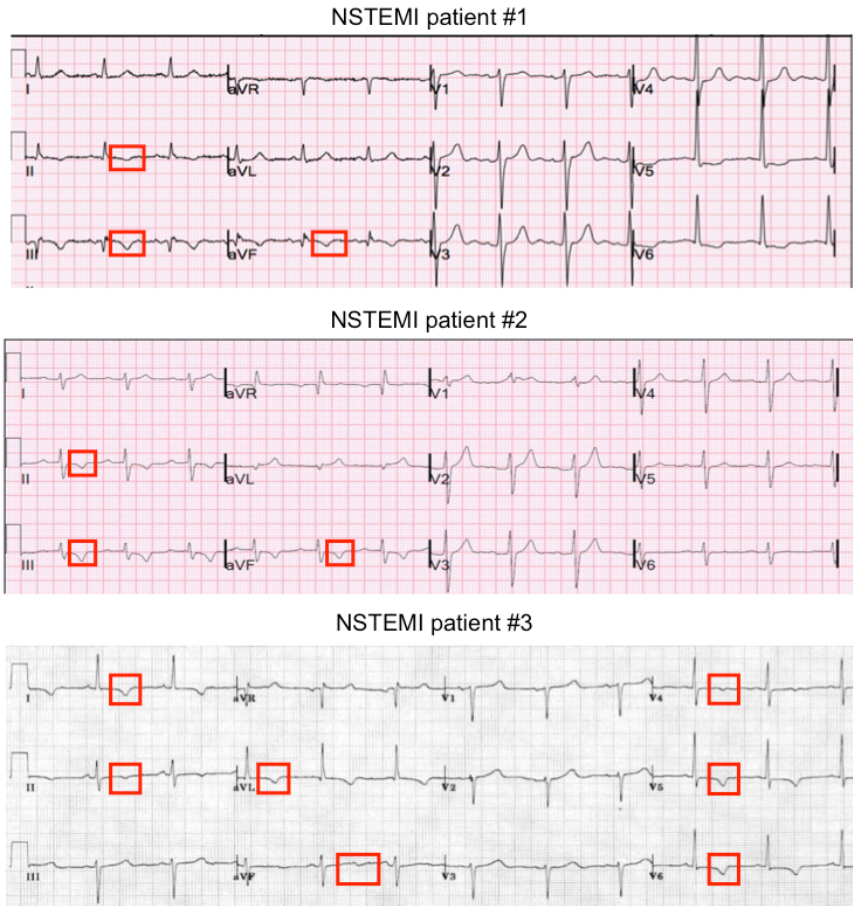 NSTEMI patient #1
I aVR V1 V4
II aVL V2 V5
III aVF V3 V6
NSTEMI patient #2
I aVR V1 V4
II aVL V2 V5
III aVF V3 V6
NSTEMI patient #3
I aVR V1 V4
II aVL V2 V5
III aVF V3 V6